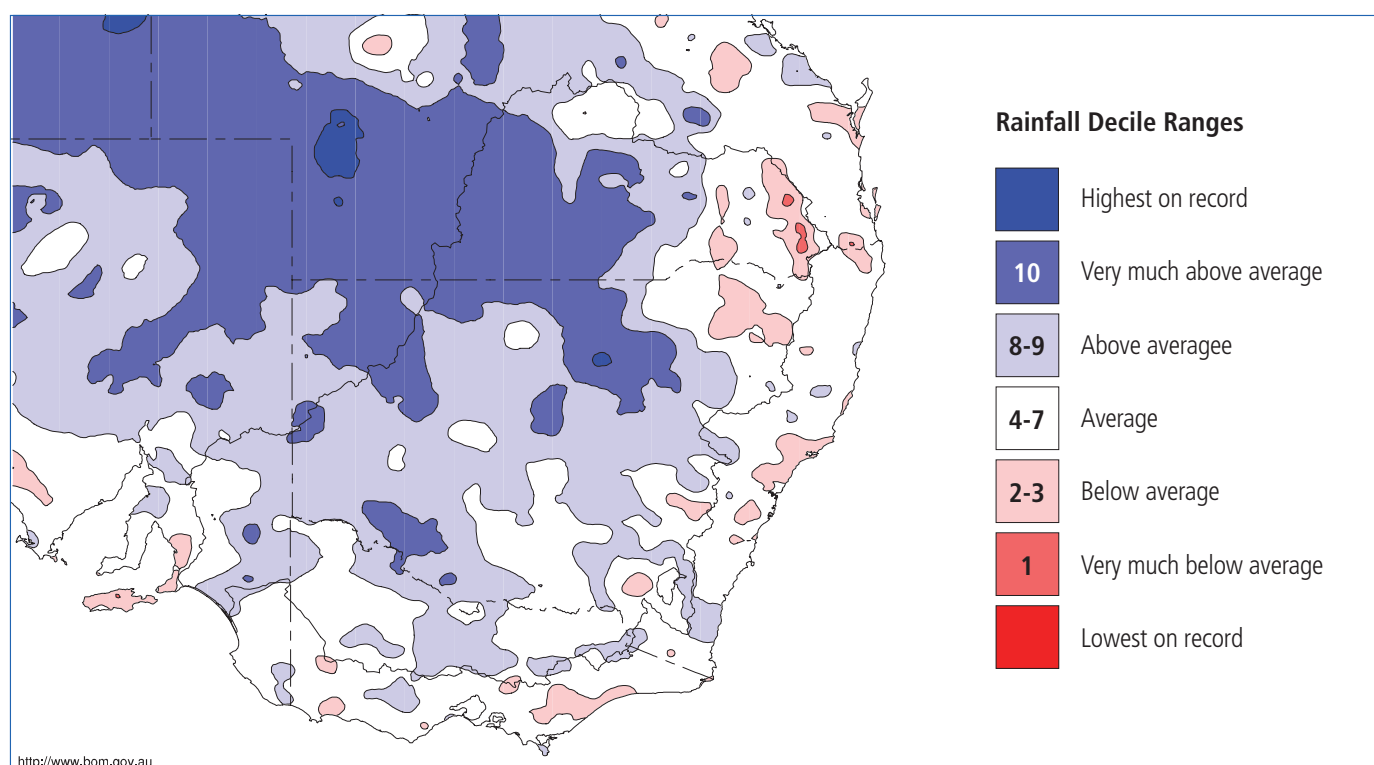 Rainfall Decile Ranges
Highest on record
10 Very much above average
8-9 Above averagee
4-7 Average
2-3 Below average
1 Very much below average
Lowest on record
http://www.bom.gov.au